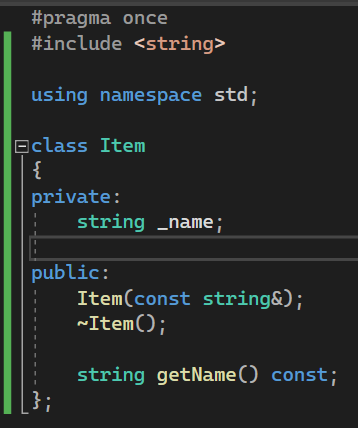 #pragma once
#include <string>
using namespace std;
class Item
{
private:
string _name;
public:
Item(const string&);
~Item();
string getName() const;
};